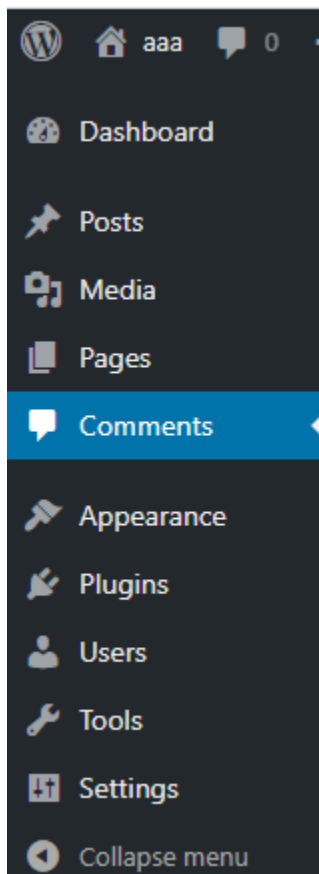 aaa 0
Dashboard
Posts
Media
Pages
Comments
Appearance
Plugins
Users
Tools
Settings
Collapse menu